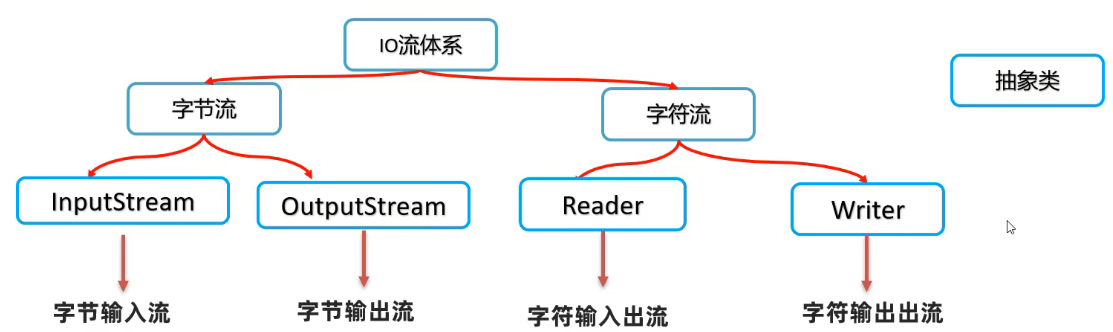 IO流体系
抽象类
字节流
字符流
InputStream
OutputStream
Reader
Writer
字节输入流
字节输出流
字符输入出流
字符输出出流